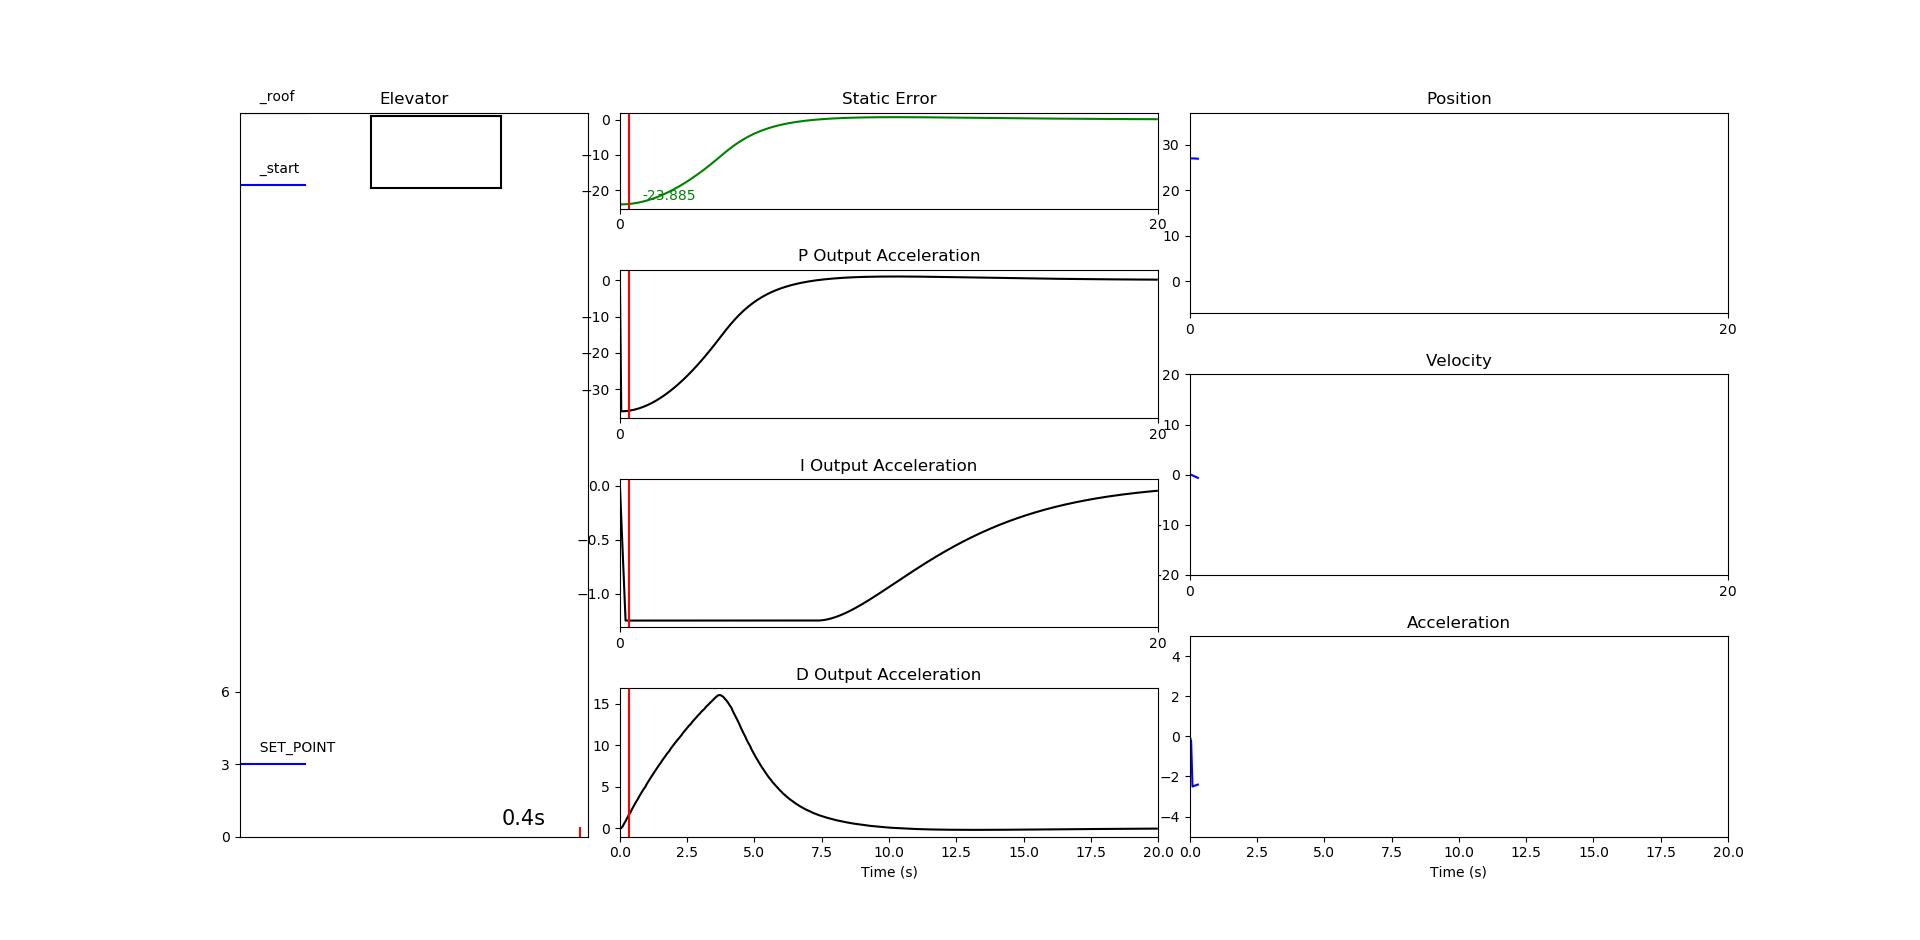 _roof
Elevator
_start
6
SET_POINT
3
0.4s
0
Static Error
0
−10
−20
-23.885
0
20
P Output Acceleration
0
−10
−20
−30
0
20
I Output Acceleration
0.0
−0.5
−1.0
0
20
D Output Acceleration
15
10
5
0
0.0 2.5 5.0 7.5 10.0 12.5 15.0 17.5 20.0
Time (s)
Position
30
20
10
0
0
20
Velocity
20
10
0
-10
-20
0
20
Acceleration
4
2
0
−2
−4
0.0 2.5 5.0 7.5 10.0 12.5 15.0 17.5 20.0
Time (s)